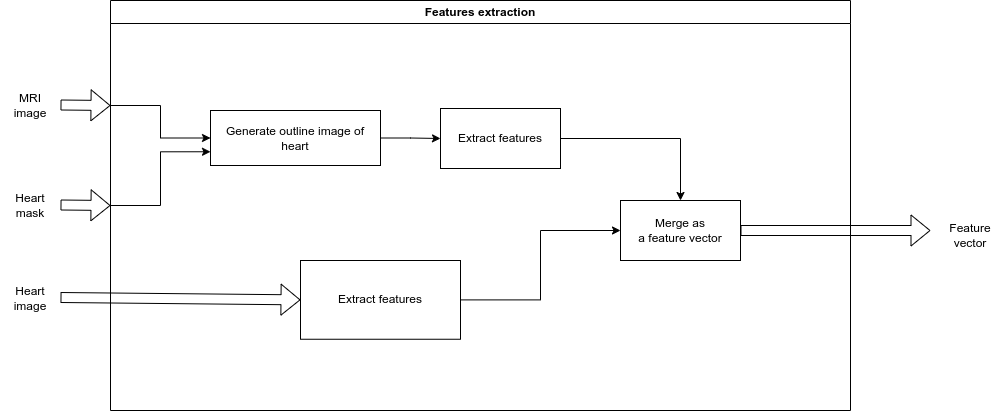 Features extraction
MRI
image
Generate outline image of
heart
Extract features
Heart
mask
Merge as
a feature vector
Feature
vector
Heart
image
Extract features